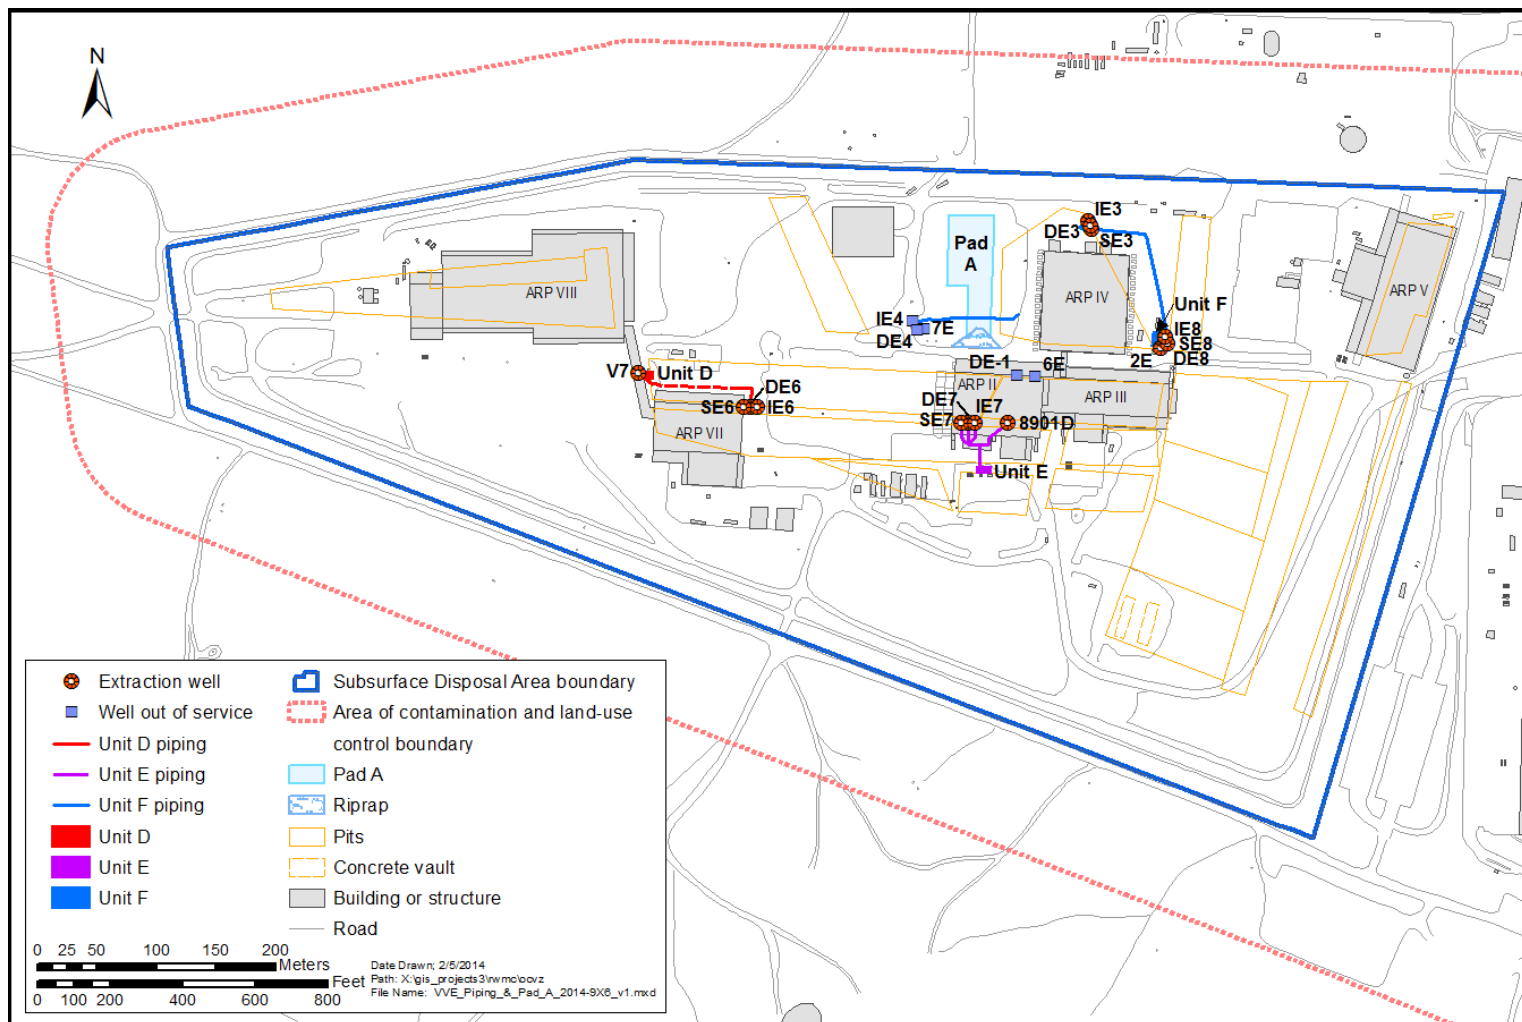 N
IE3
DE3
SE3
Pad
A
ARP VIII
ARP IV
ARP V
Unit F
IE4
7E
DE4
IE8
SE8
2E
DE8
DE-1
6E
V7
Unit D
ARP II
DE6
ARP III
SE6
IE6
DE7
IE7
SE7
8901D
ARP VII
Unit E
Extraction well
Well out of service
Unit D piping
Unit E piping
Unit F piping
Unit D
Unit E
Unit F
Subsurface Disposal Area boundary
Area of contamination and land-use
control boundary
Pad A
Riprap
Pits
Concrete vault
Building or structure
Road
0 25 50 100 150 200
Meters
Feet
0 100 200 400 600 800
Date Drawn; 2/5/2014
Path: X:\gis_projects3\rwmc\ocvz
File Name: VVE_Piping_&_Pad_A_2014-9X6_v1.mxd